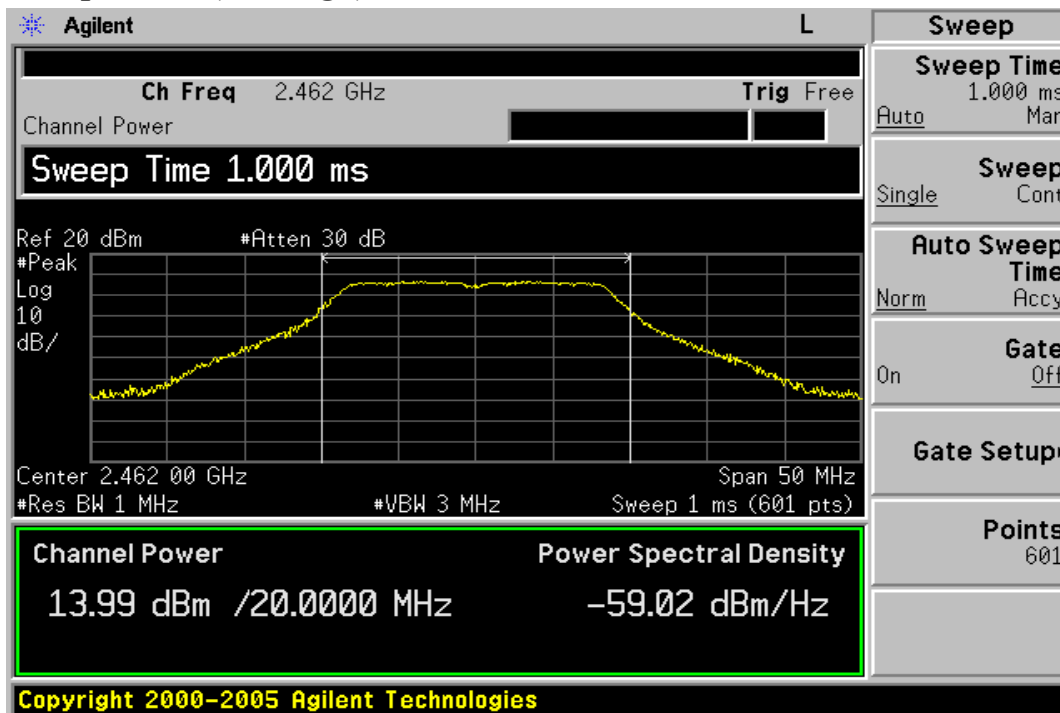 Agilent L Sweep
Ch Freq 2.462 GHz Trig Free
Channel Power
Sweep Time 1.000 ms
Ref 20 dBm #Atten 30 dB
#Peak
Log
10
dB/
Center 2.462 00 GHz Span 50 MHz
#Res BW 1 MHz #VBW 3 MHz Sweep 1 ms (601 pts)
Channel Power Power Spectral Density
13.99 dBm /20.0000 MHz -59.02 dBm/Hz
Copyright 2000-2005 Agilent Technologies
Sweep Time
1.000 ms
Auto Man
Sweep
Single Cont
Auto Sweep
Time
Norm Accy
Gate
On Off
Gate Setup
Points
601